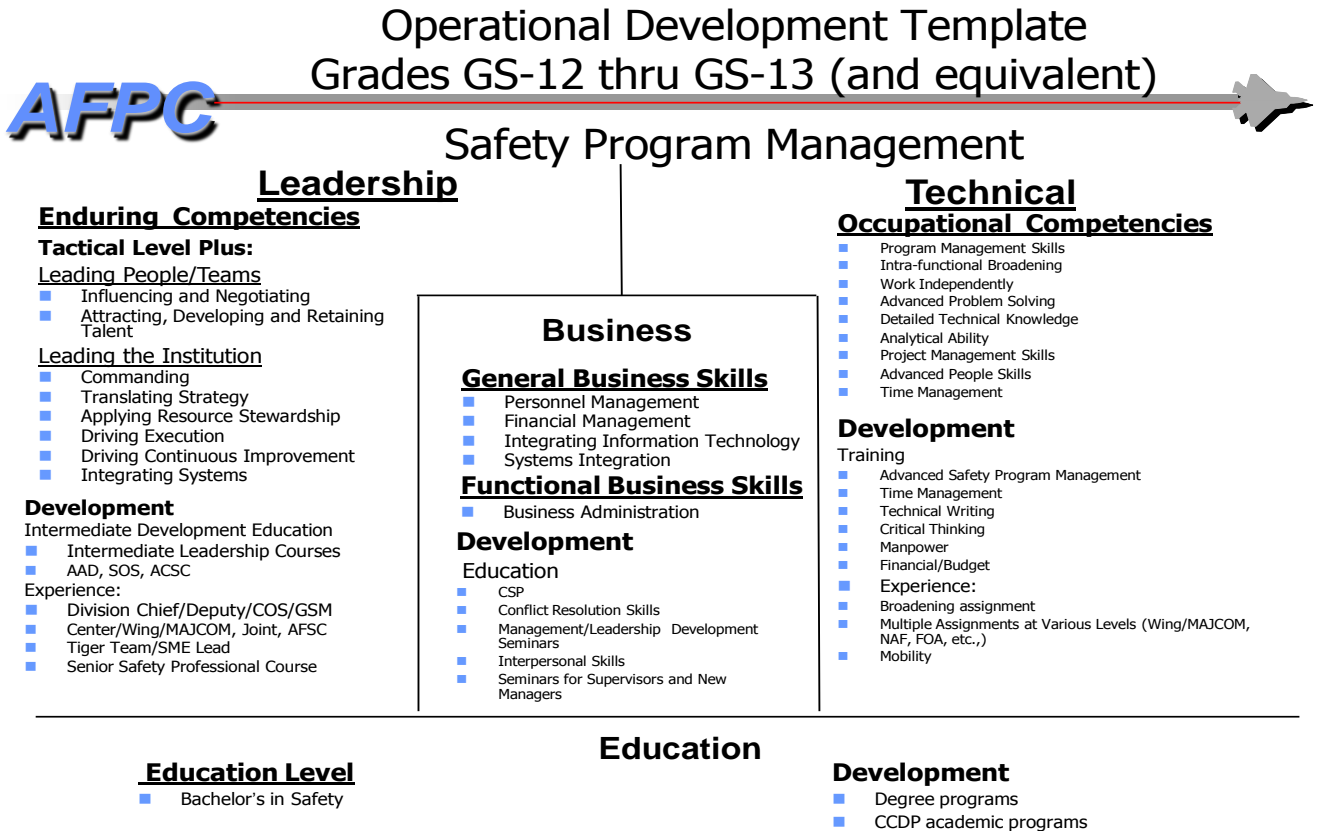 Operational Development Template
Grades GS-12 thru GS-13 (and equivalent)
AFPC
Safety Program Management
Leadership
Enduring Competencies
Tactical Level Plus:
Leading People/Teams
Influencing and Negotiating
Attracting, Developing and Retaining
Talent
Leading the Institution
Commanding
Translating Strategy
Applying Resource Stewardship
Driving Execution
Driving Continuous Improvement
Integrating Systems
Development
Intermediate Development Education
Intermediate Leadership Courses
AAD, SOS, ACSC
Experience:
Division Chief/Deputy/COS/GSM
Center/Wing/MAJCOM, Joint, AFSC
Tiger Team/SME Lead
Senior Safety Professional Course
Business
General Business Skills
Personnel Management
Financial Management
Integrating Information Technology
Systems Integration
Functional Business Skills
Business Administration
Development
Education
CSP
Conflict Resolution Skills
Management/Leadership Development
Seminars
Interpersonal Skills
Seminars for Supervisors and New
Managers
Technical
Occupational Competencies
Program Management Skills
Intra-functional Broadening
Work Independently
Advanced Problem Solving
Detailed Technical Knowledge
Analytical Ability
Project Management Skills
Advanced People Skills
Time Management
Development
Training
Advanced Safety Program Management
Time Management
Technical Writing
Critical Thinking
Manpower
Financial/Budget
Experience:
Broadening assignment
Multiple Assignments at Various Levels (Wing/MAJCOM,
NAF, FOA, etc.,)
Mobility
Education
Education Level
Bachelor's in Safety
Development
Degree programs
CCDP academic programs